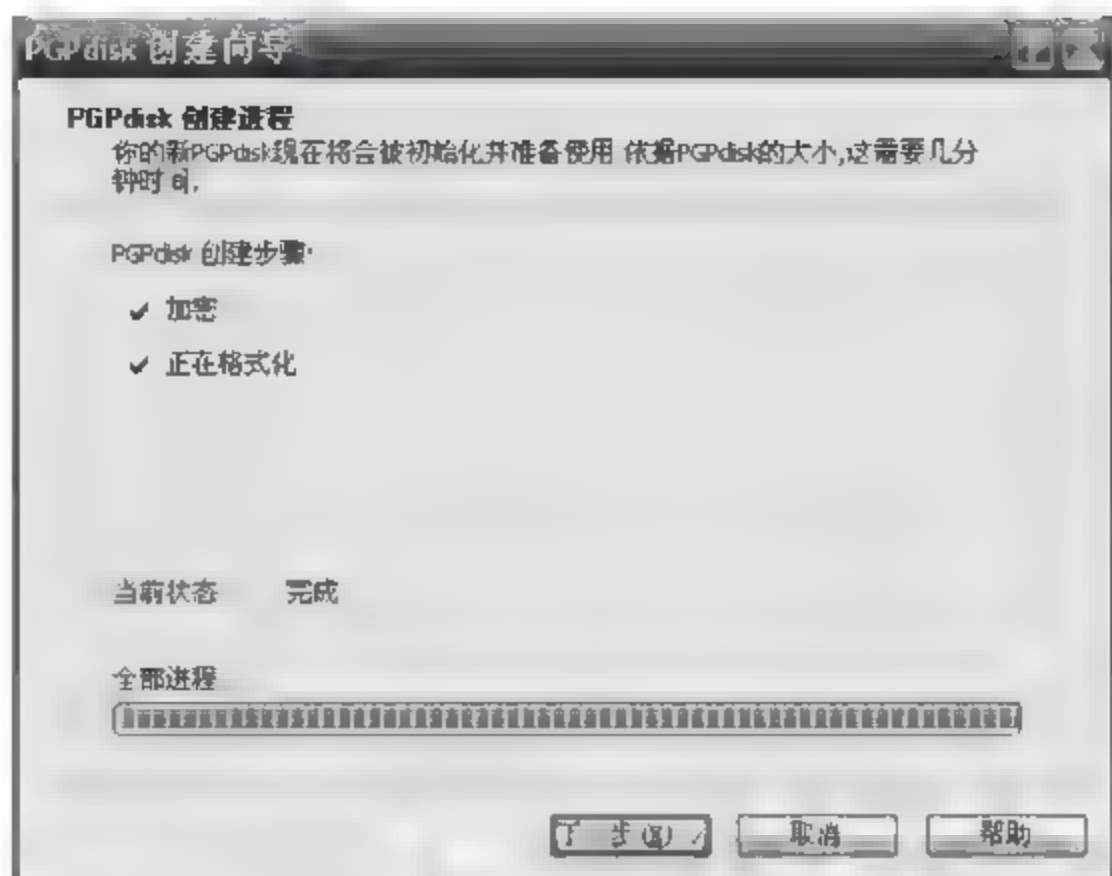 PGPdisk 创建向导
PGPdisk 创建进程
你的新PGPdisk现在将会被初始化并准备使用 依据PGPdisk的大小,这需要几分
钟时间.
PGPdisk 创建步骤:
✓ 加密
✓ 正在格式化
当前状态 完成
全部进程
下一步(N) > 取消 帮助